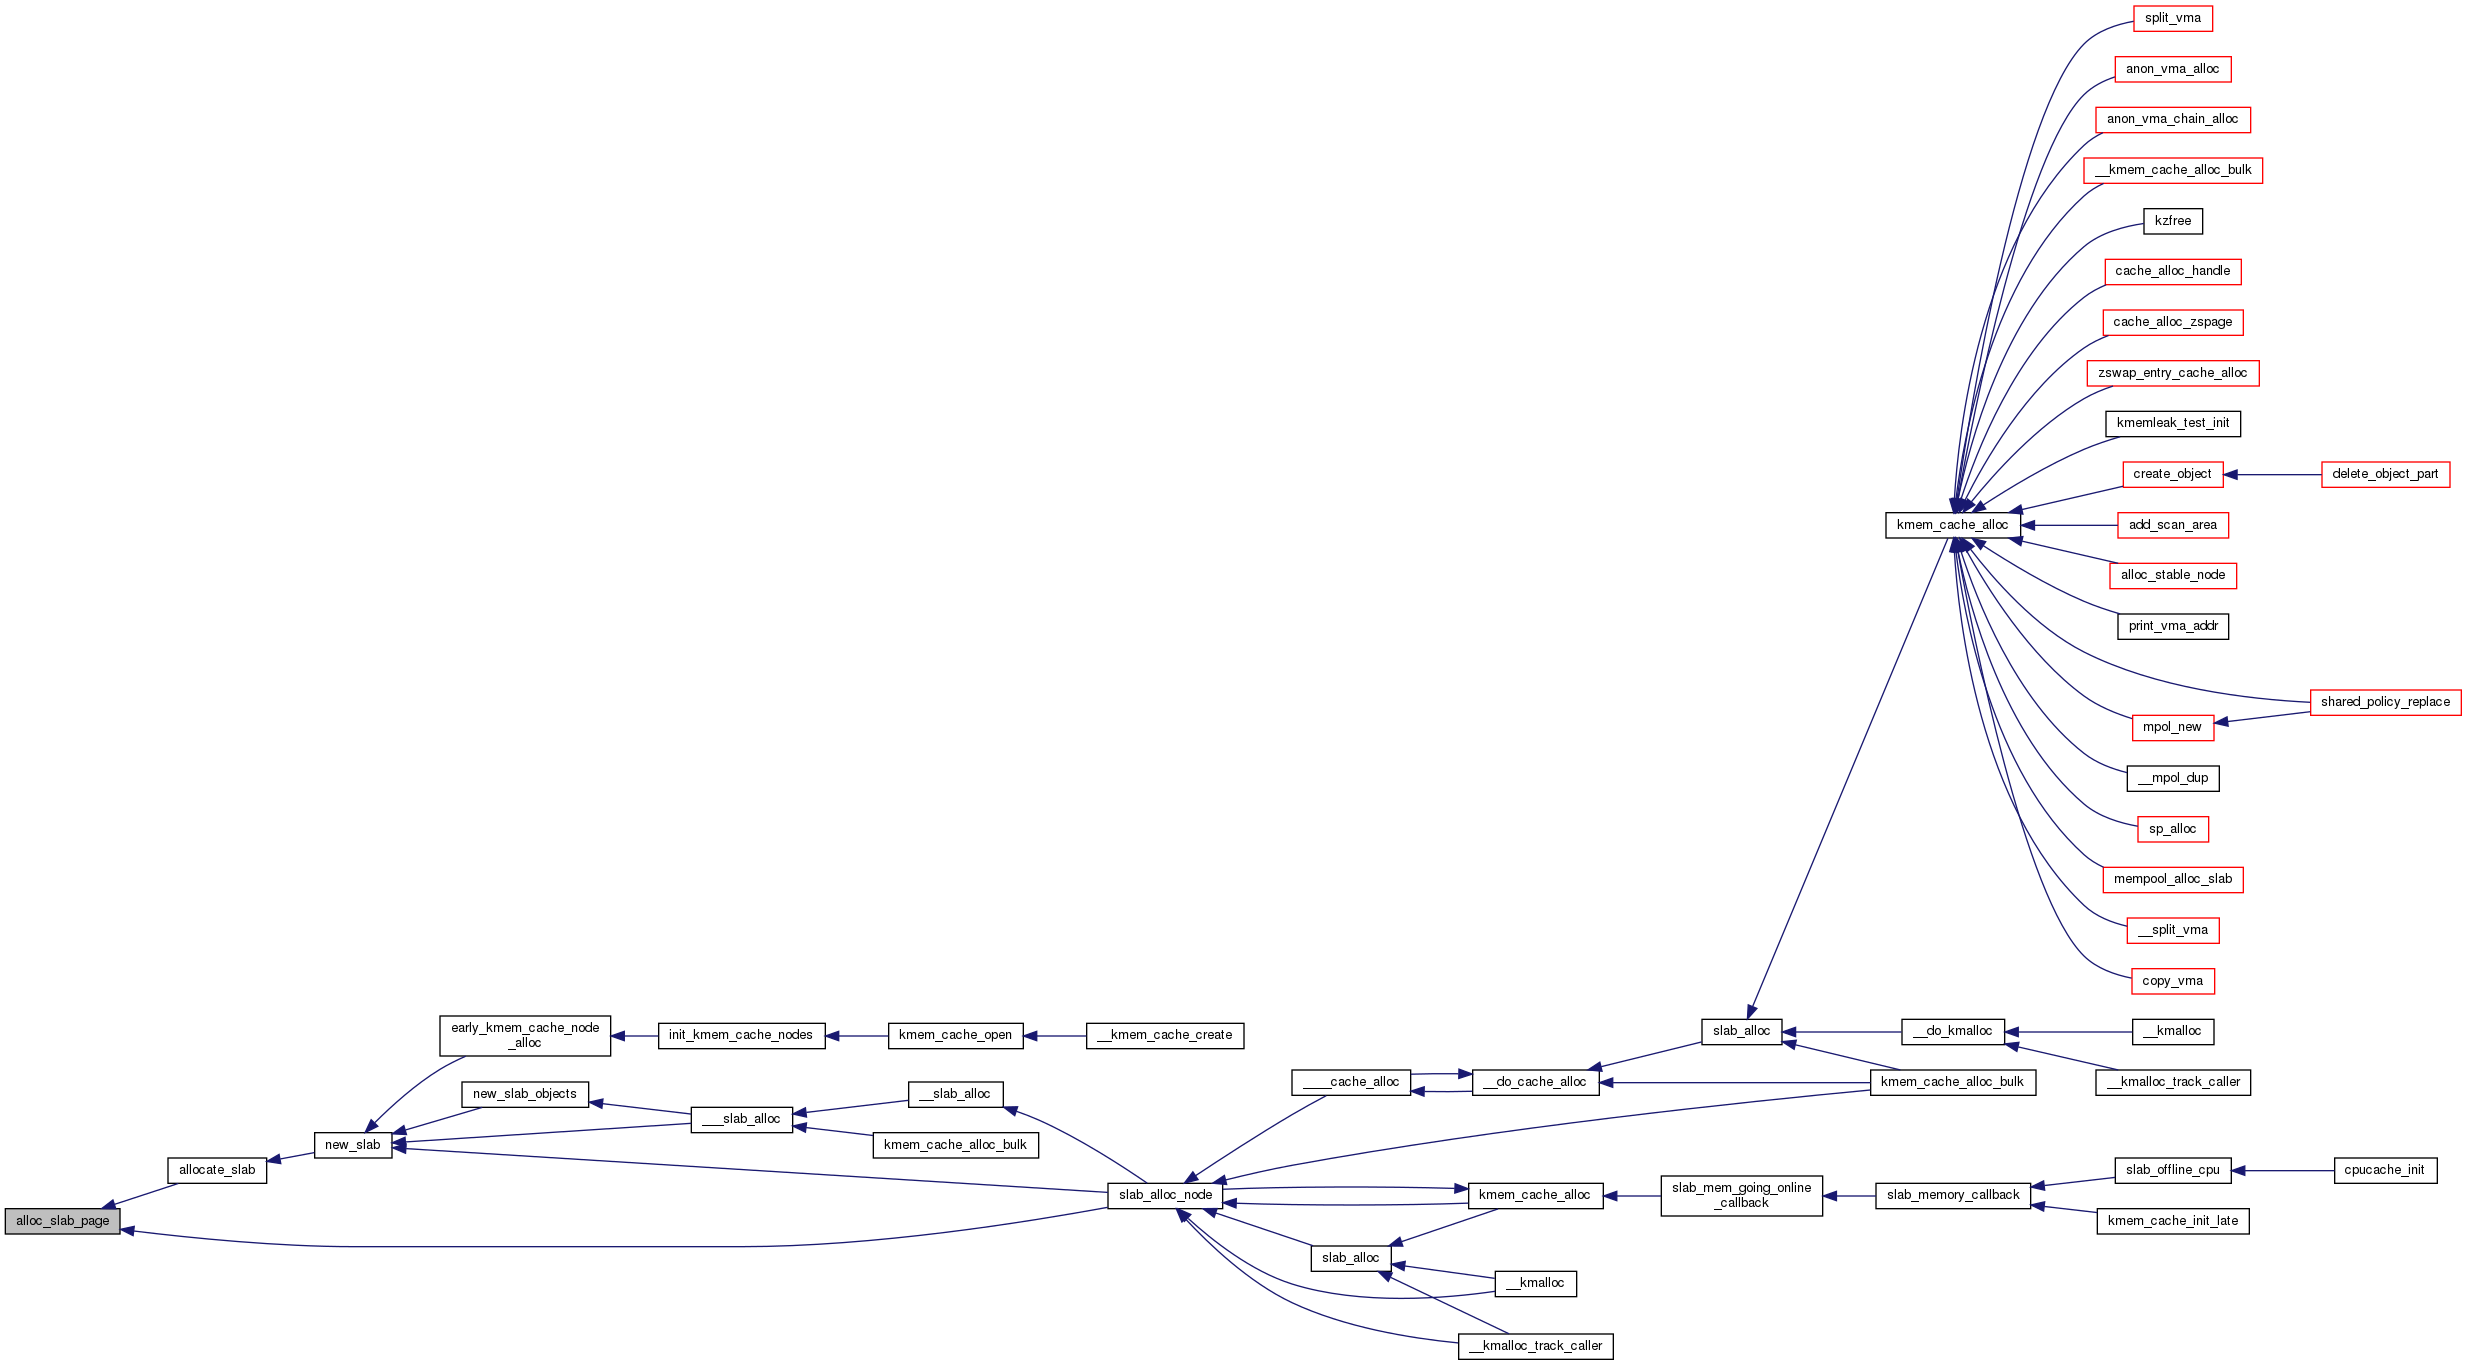 split_vma
anon_vma_alloc
anon_vma_chain_alloc
__kmem_cache_alloc_bulk
kzfree
cache_alloc_handle
cache_alloc_zspage
zswap_entry_cache_alloc
kmemleak_test_init
create_object
delete_object_part
kmem_cache_alloc
add_scan_area
alloc_stable_node
print_vma_addr
shared_policy_replace
mpol_new
__mpol_dup
sp_alloc
mempool_alloc_slab
__split_vma
copy_vma
early_kmem_cache_node
_alloc
init_kmem_cache_nodes
kmem_cache_open
__kmem_cache_create
slab_alloc
__do_kmalloc
__kmalloc
____cache_alloc
__do_cache_alloc
kmem_cache_alloc_bulk
__kmalloc_track_caller
new_slab_objects
__slab_alloc
___slab_alloc
new_slab
kmem_cache_alloc_bulk
allocate_slab
slab_alloc_node
kmem_cache_alloc
slab_mem_going_online
_callback
slab_memory_callback
slab_offline_cpu
cpucache_init
kmem_cache_init_late
alloc_slab_page
slab_alloc
__kmalloc
__kmalloc_track_caller